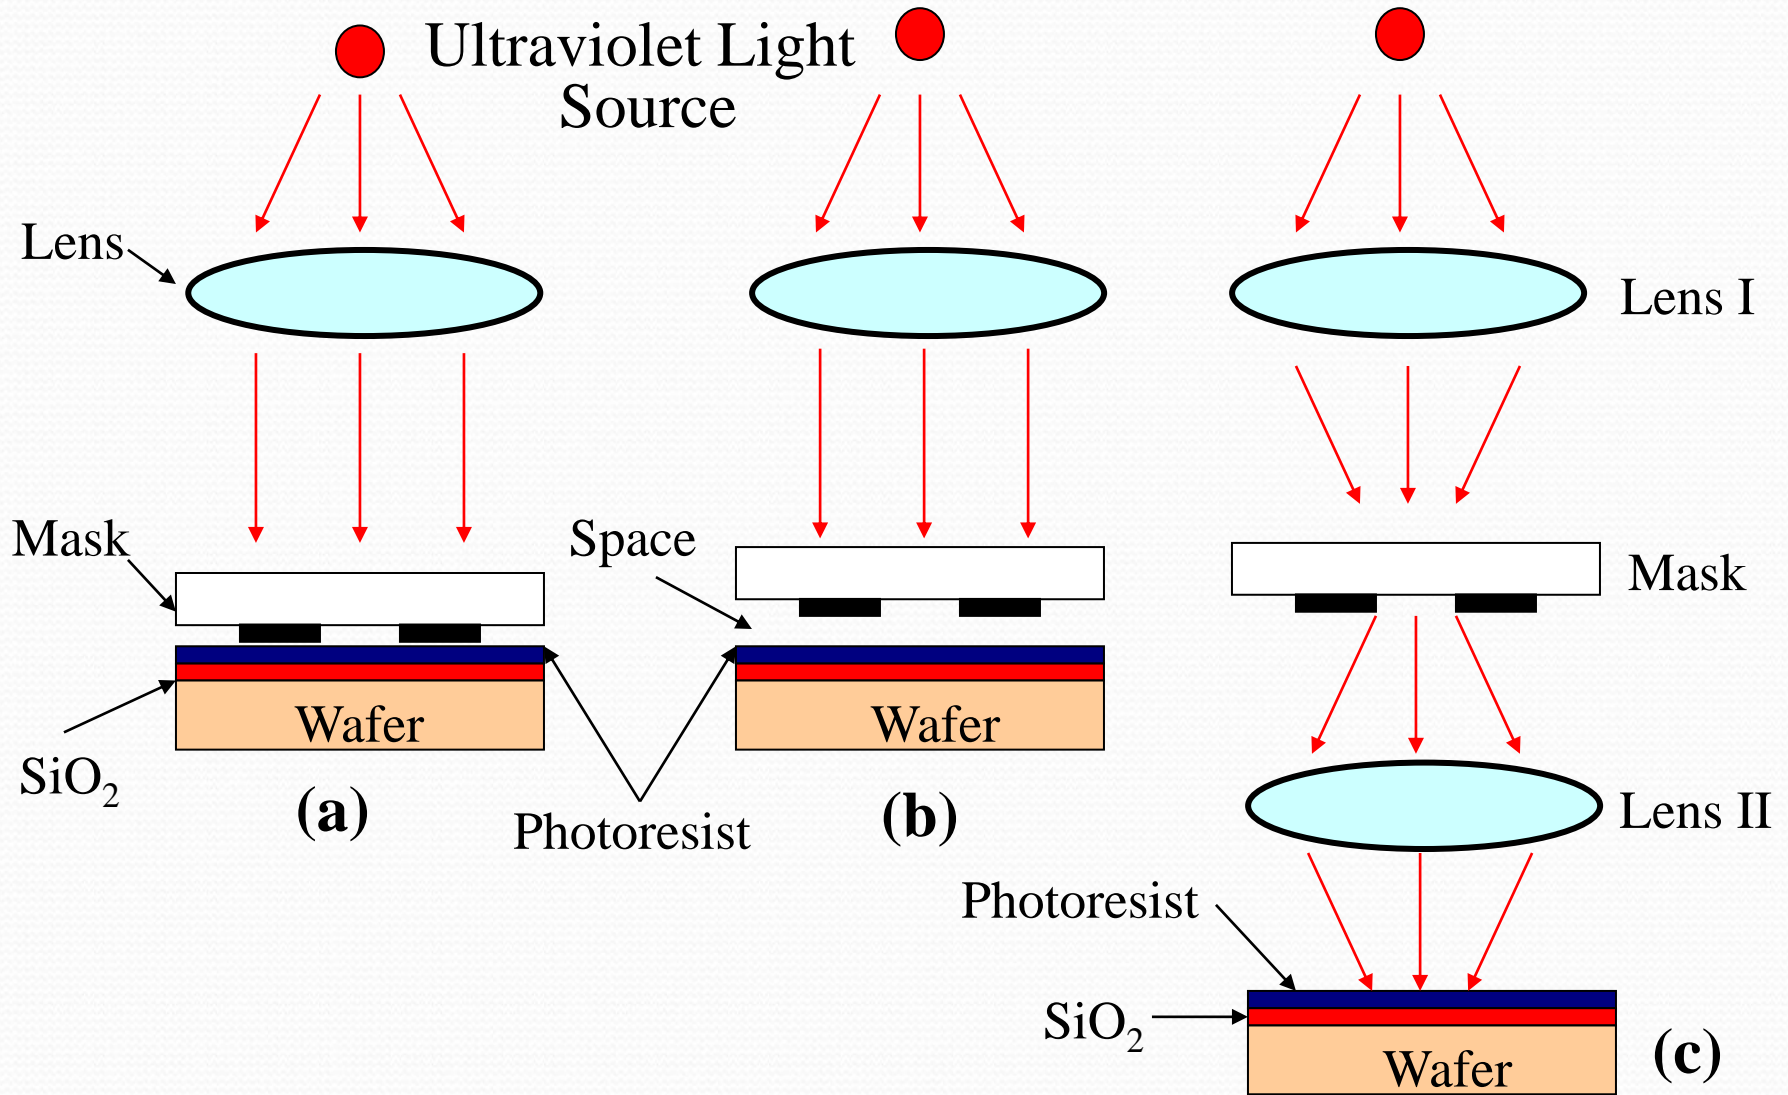 Ultraviolet Light
Source
Lens
Lens I
Mask
Space
Mask
Wafer
Wafer
SiO₂
(a)
Photoresist
(b)
Lens II
Photoresist
SiO₂
Wafer
(c)